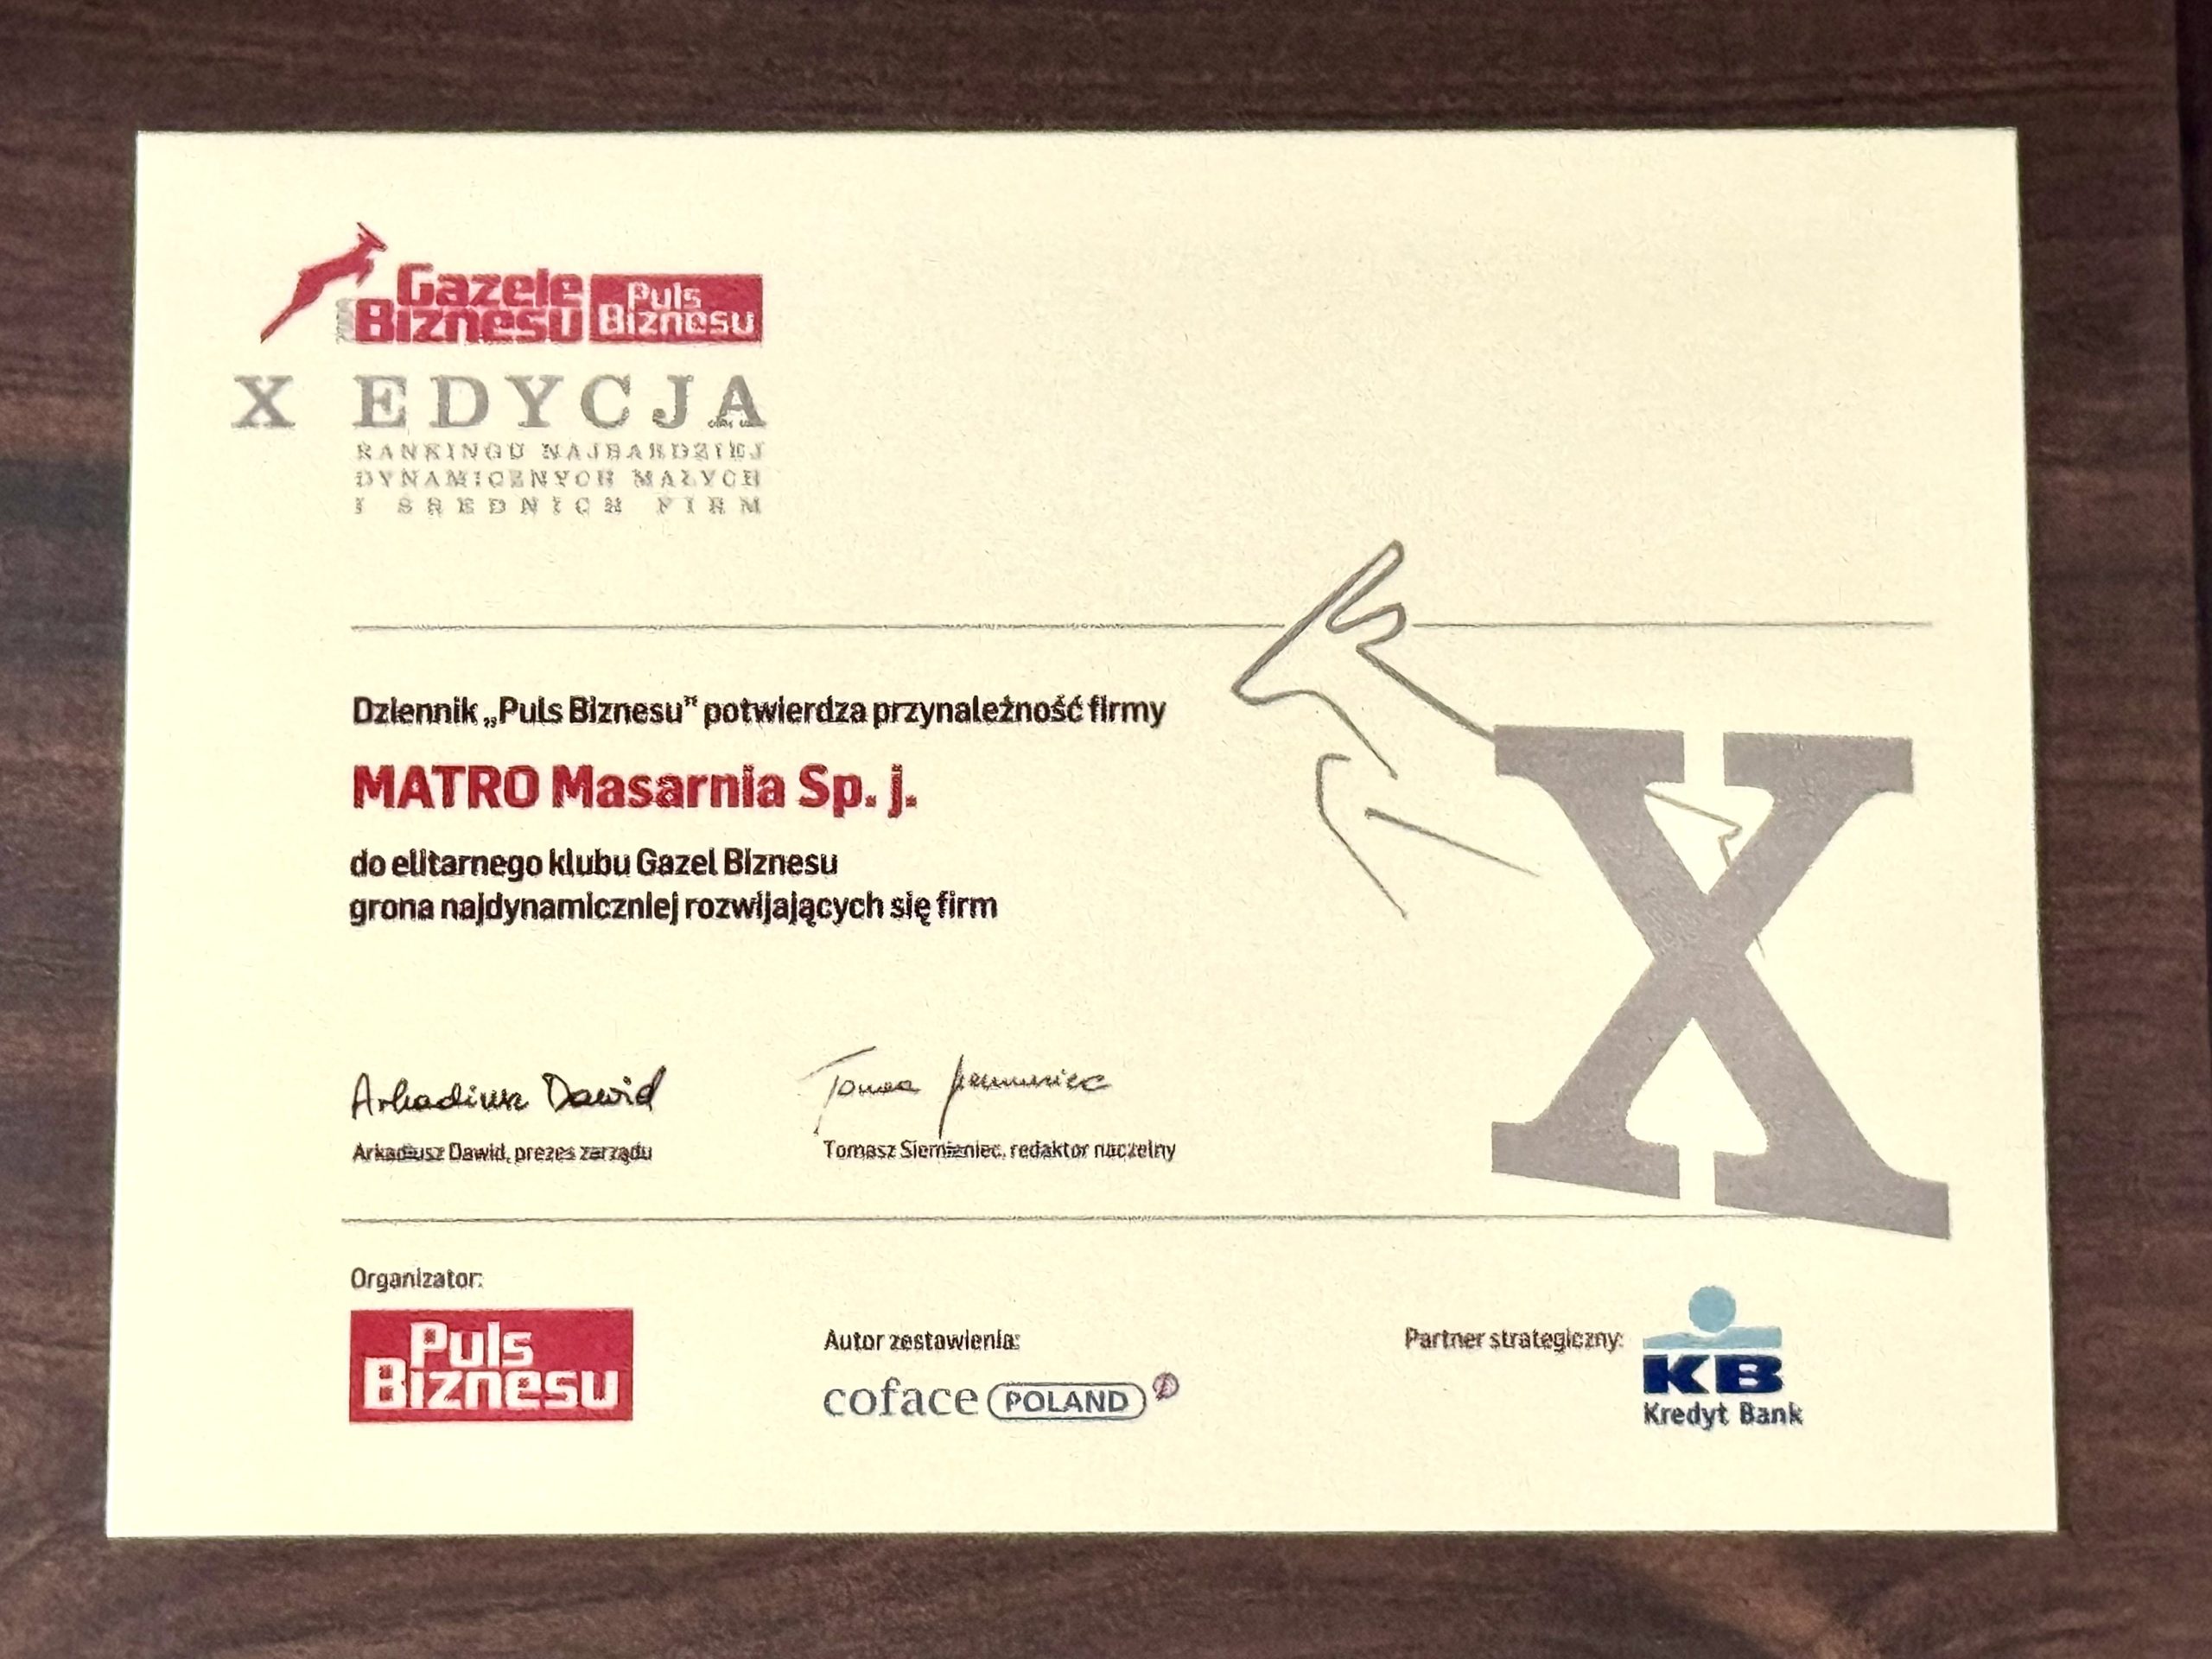 Gazele
Biznesu
Puls
Biznesu
X EDYCJA
RANKINGU NAJBARDZIEJ
DYNAMICZNYCH MAŁYCH
I ŚREDNICH FIRM
Dziennik „Puls Biznesu” potwierdza przynależność firmy
MATRO Masarnia Sp. j.
do elitarnego klubu Gazel Biznesu
grona najdynamiczniej rozwijających się firm
X
Arkadiusz Dawid
Arkadiusz Dawid, prezes zarządu
Tomasz Siemieniec
Tomasz Siemieniec, redaktor naczelny
Organizator:
Puls
Biznesu
Autor zestawienia:
coface POLAND
Partner strategiczny:
KB
Kredyt Bank